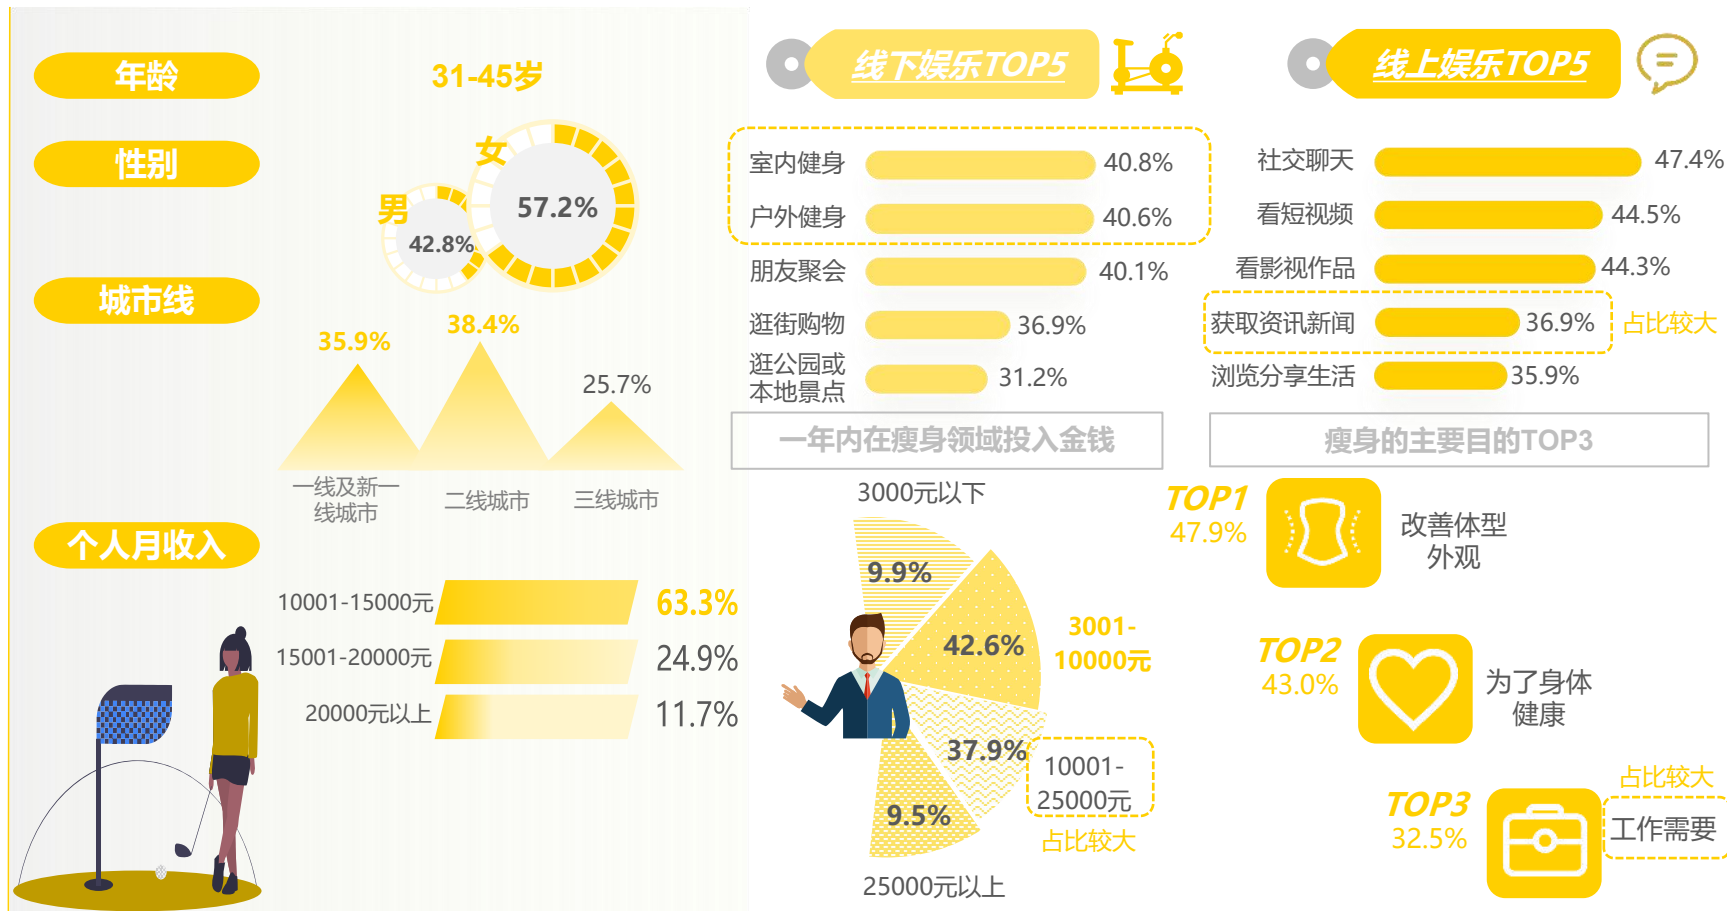 年龄
31-45岁
性别
女
57.2%
男
42.8%
城市线
35.9%
38.4%
25.7%
一线及新一
线城市
二线城市
三线城市
个人月收入
10001-15000元
63.3%
15001-20000元
24.9%
20000元以上
11.7%
线下娱乐TOP5
室内健身
40.8%
户外健身
40.6%
朋友聚会
40.1%
逛街购物
36.9%
逛公园或
本地景点
31.2%
线上娱乐TOP5
社交聊天
47.4%
看短视频
44.5%
看影视作品
44.3%
获取资讯新闻
36.9%
占比较大
浏览分享生活
35.9%
一年内在瘦身领域投入金钱
3000元以下
9.9%
42.6%
3001-
10000元
37.9%
10001-
25000元
占比较大
9.5%
25000元以上
瘦身的主要目的TOP3
TOP1
47.9%
改善体型
外观
TOP2
43.0%
为了身体
健康
TOP3
32.5%
占比较大
工作需要